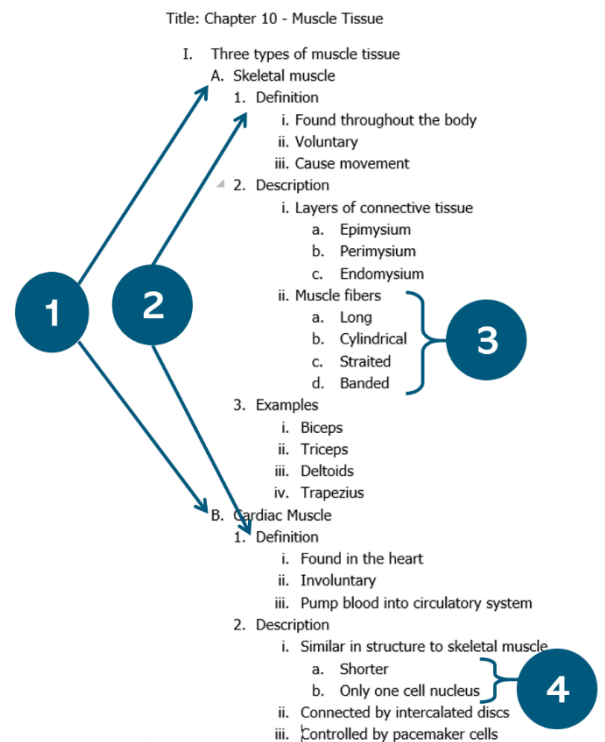 Title: Chapter 10 - Muscle Tissue
I. Three types of muscle tissue
A. Skeletal muscle
1. Definition
i. Found throughout the body
ii. Voluntary
iii. Cause movement
2. Description
i. Layers of connective tissue
a. Epimysium
b. Perimysium
c. Endomysium
ii. Muscle fibers
a. Long
b. Cylindrical
c. Straited
d. Banded
1
2
3
3. Examples
i. Biceps
ii. Triceps
iii. Deltoids
iv. Trapezius
B. Cardiac Muscle
1. Definition
i. Found in the heart
ii. Involuntary
iii. Pump blood into circulatory system
2. Description
i. Similar in structure to skeletal muscle
a. Shorter
b. Only one cell nucleus
4
ii. Connected by intercalated discs
iii. Controlled by pacemaker cells